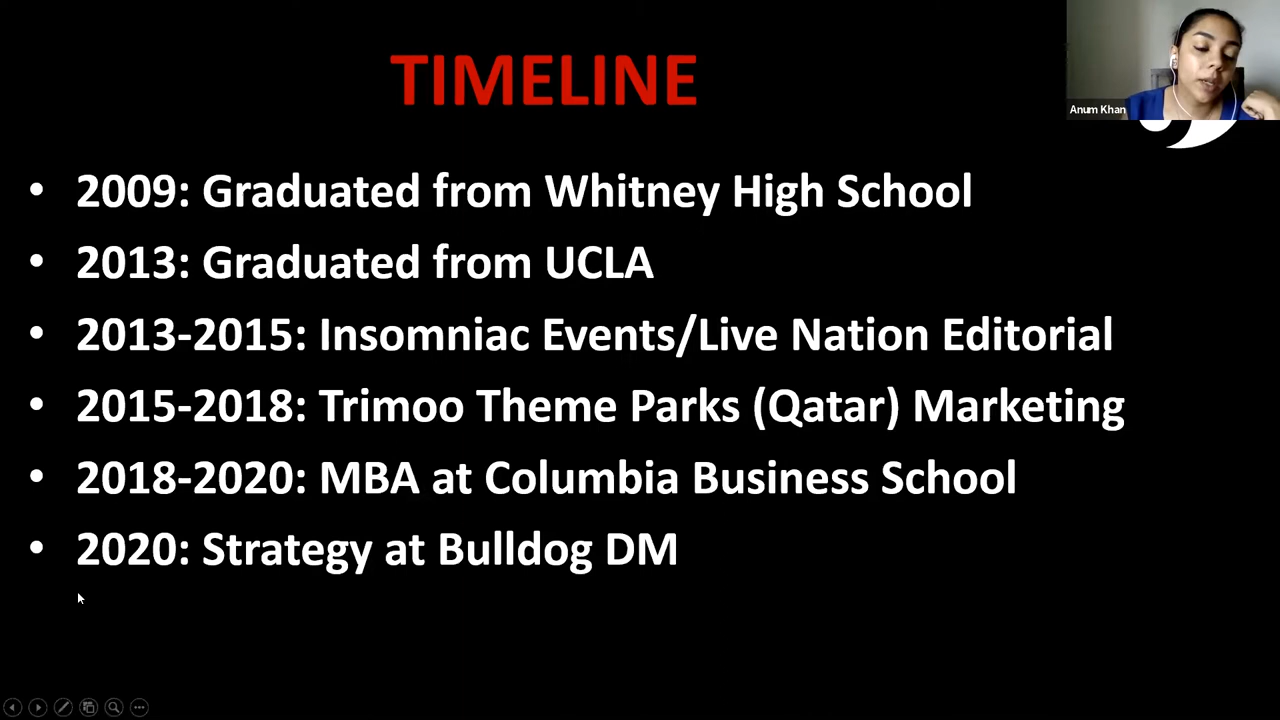 TIMELINE
Anum Khan
• 2009: Graduated from Whitney High School
• 2013: Graduated from UCLA
• 2013-2015: Insomniac Events/Live Nation Editorial
• 2015-2018: Trimoo Theme Parks (Qatar) Marketing
• 2018-2020: MBA at Columbia Business School
• 2020: Strategy at Bulldog DM